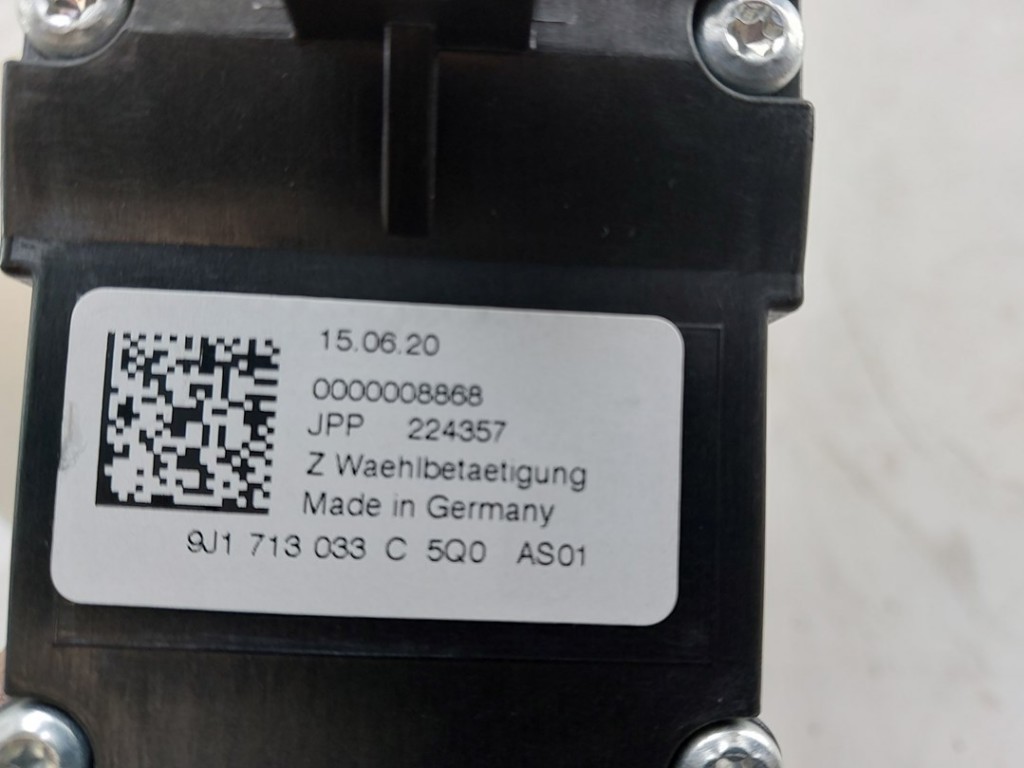 15.06.20
0000008868
JPP 224357
Z Waehlbetaetigung
Made in Germany
9J1 713 033 C 5Q0 AS01